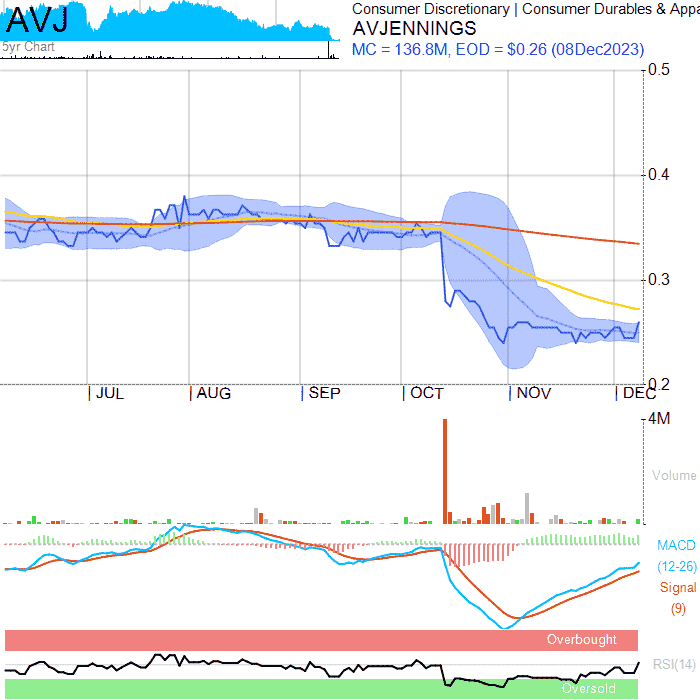 AVJ
5yr Chart
Consumer Discretionary | Consumer Durables & Appa
AVJENNINGS
MC = 136.8M, EOD = $0.26 (08Dec2023)
0.5
0.4
0.3
0.2
JUL AUG SEP OCT NOV DEC
4M
Volume
MACD
(12-26)
Signal
(9)
Overbought
RSI(14)
Oversold